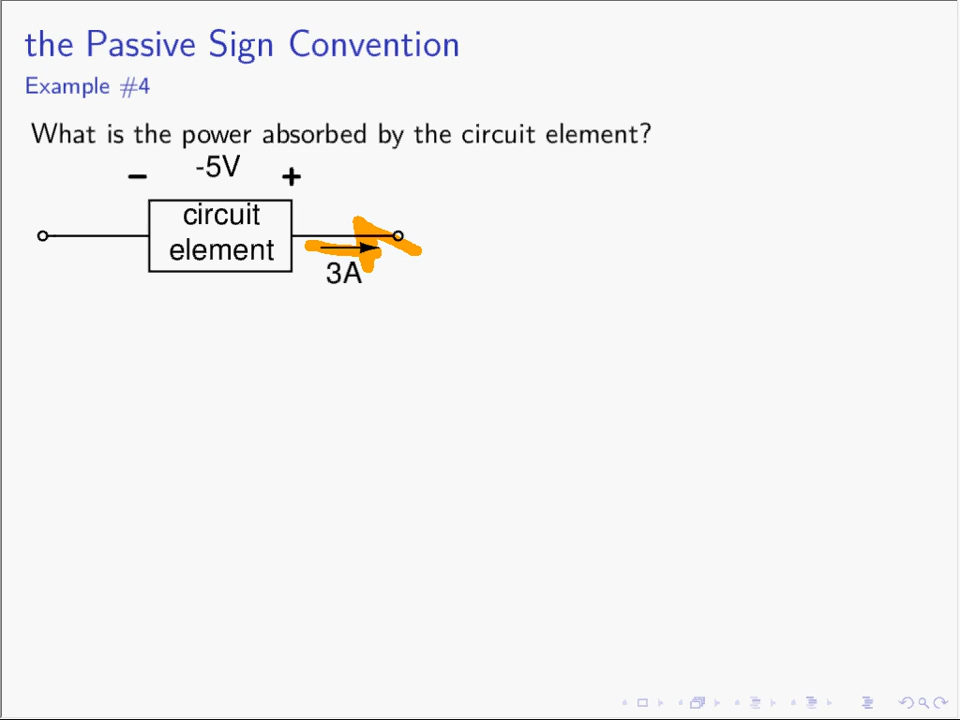 the Passive Sign Convention
Example #4
What is the power absorbed by the circuit element?
- -5V +
circuit
element
3A